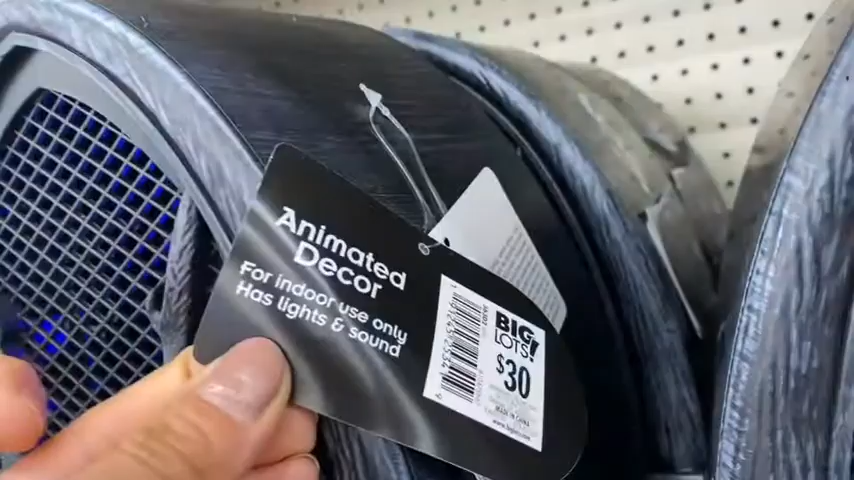 Animated
Decor
For indoor use only
Has lights & sound
BIG
LOTS!
$30
MADE IN CHINA